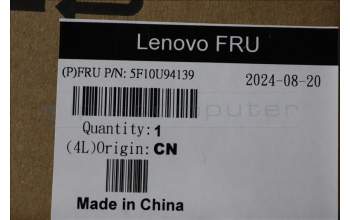 Lenovo FRU
(P)FRU P/N: 5F10U94139
2024-08-20
Quantity: 1
(4L)Origin: CN
Made in China